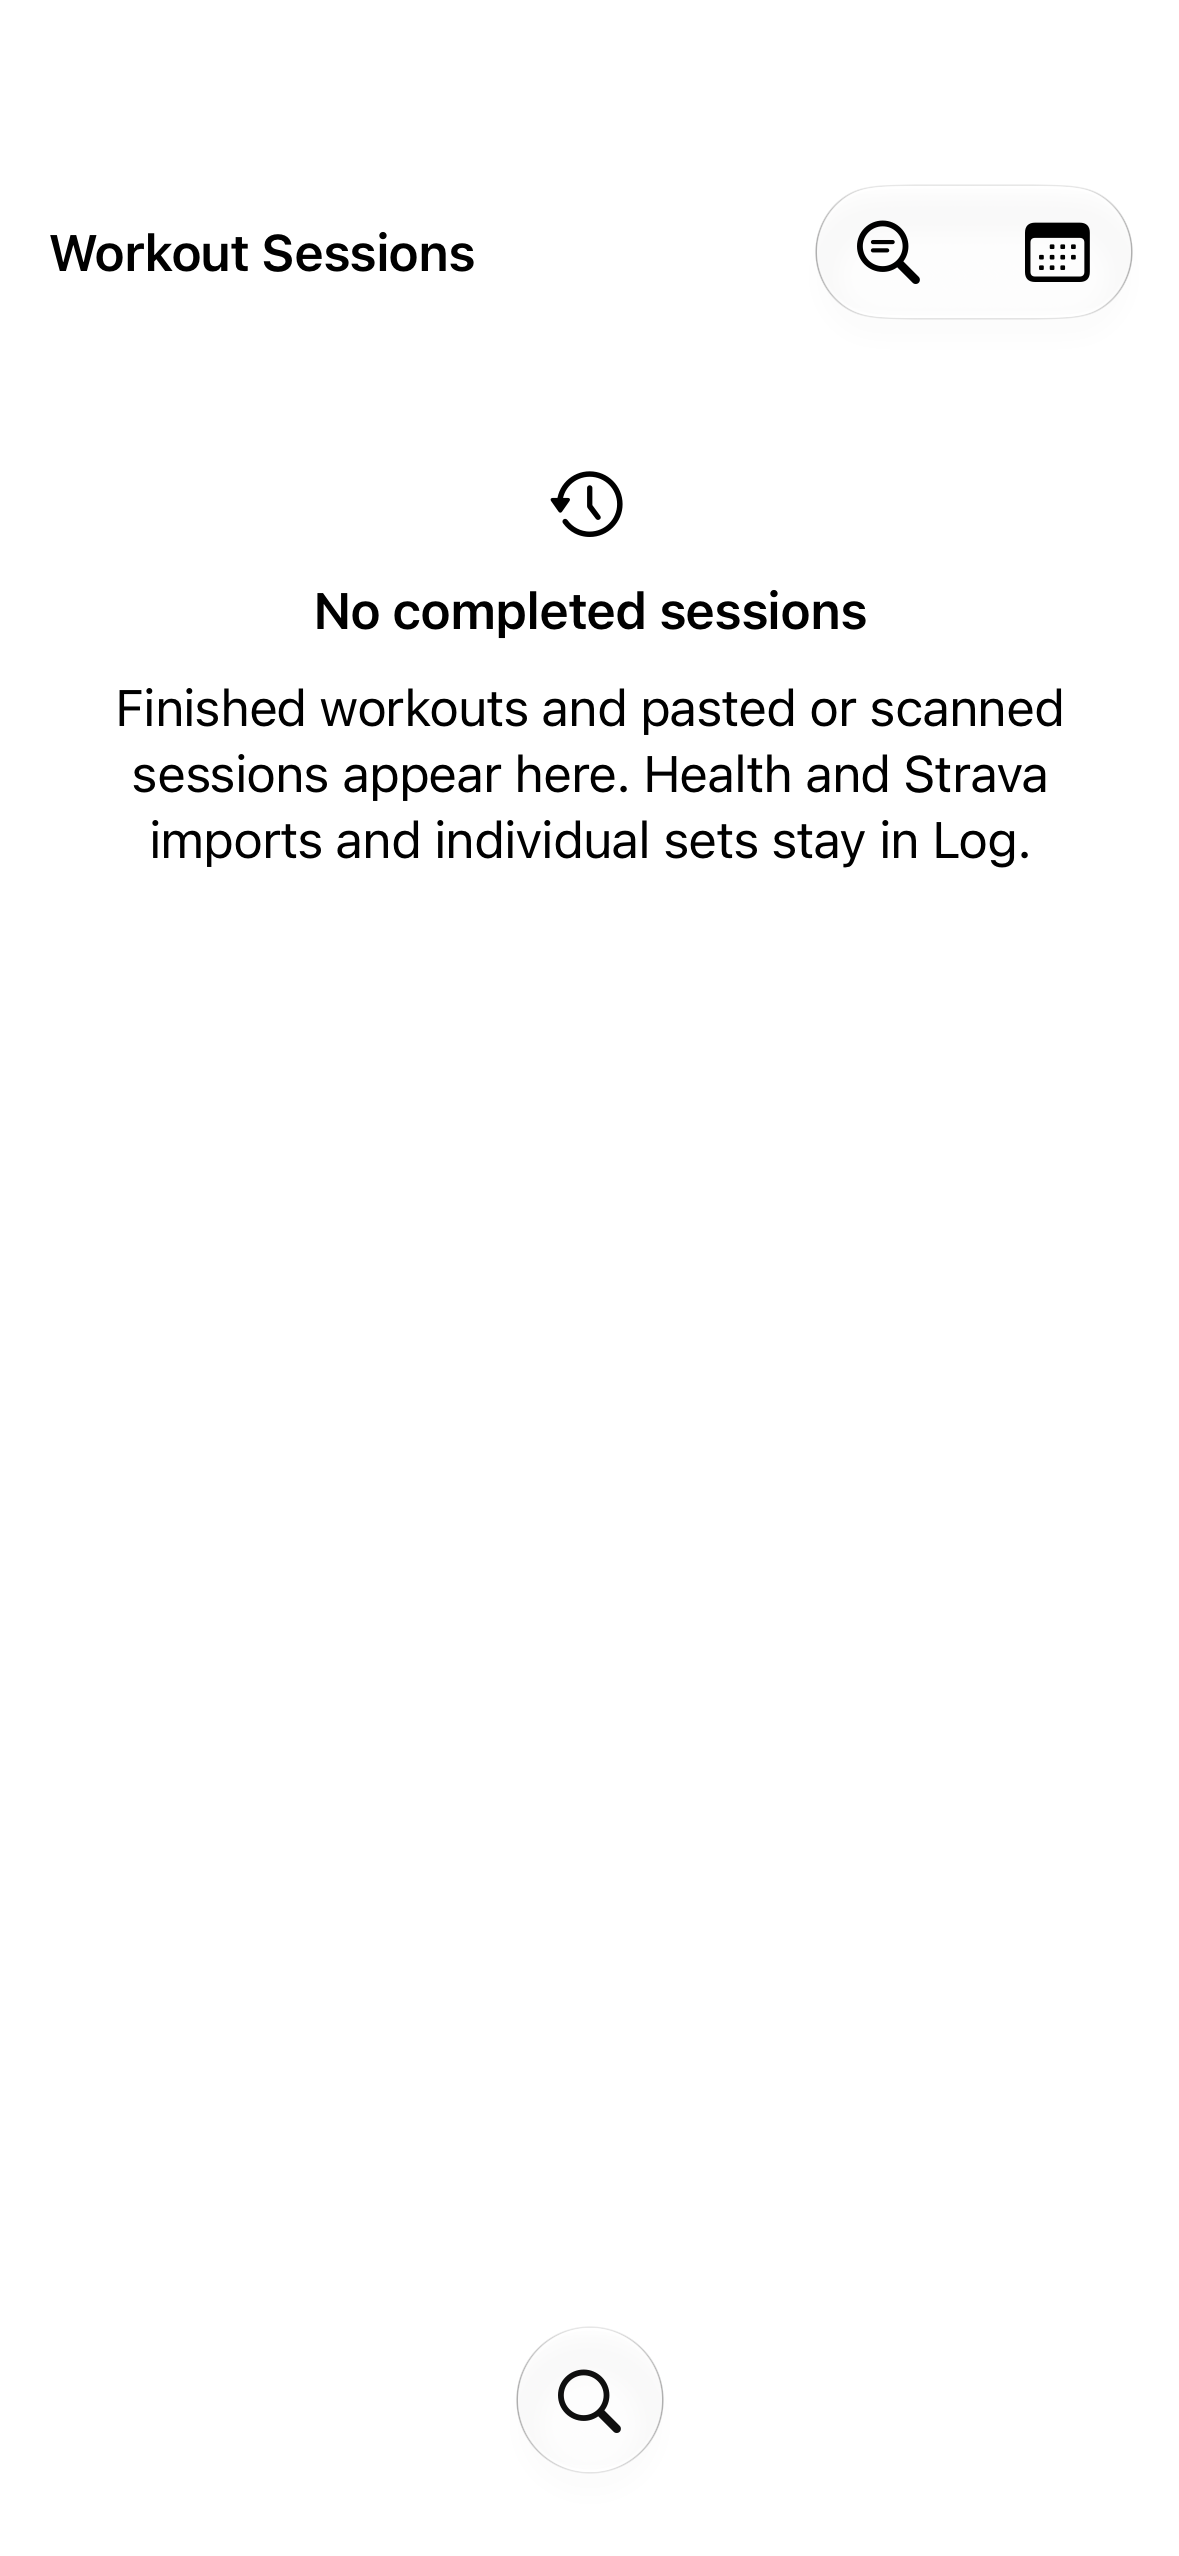 Workout Sessions
No completed sessions
Finished workouts and pasted or scanned
sessions appear here. Health and Strava
imports and individual sets stay in Log.